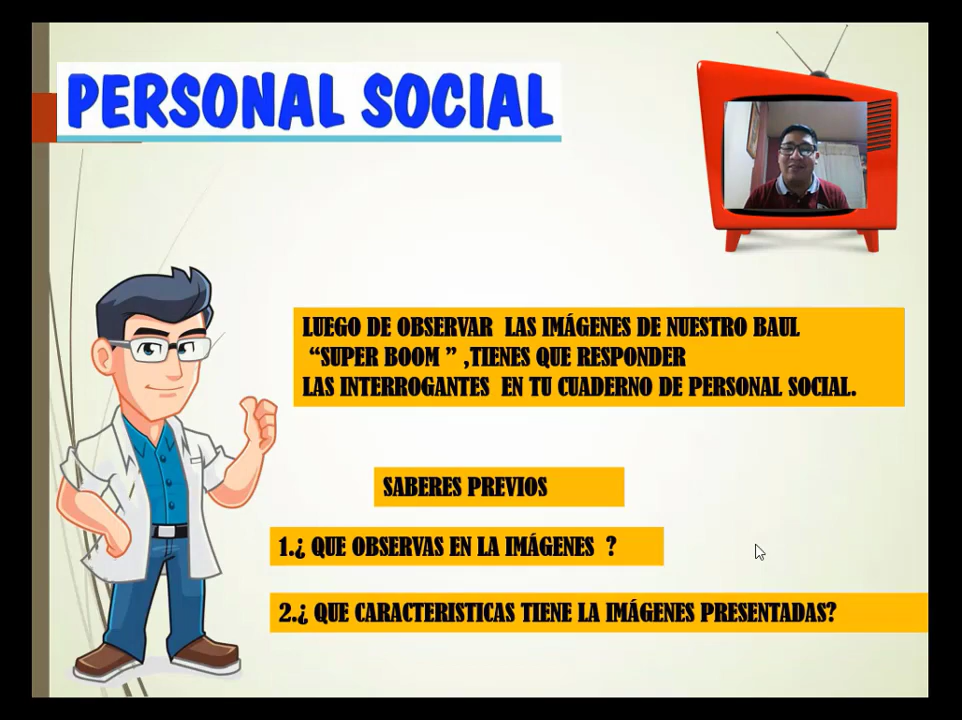 PERSONAL SOCIAL
LUEGO DE OBSERVAR LAS IMÁGENES DE NUESTRO BAUL
“SUPER BOOM ” ,TIENES QUE RESPONDER
LAS INTERROGANTES EN TU CUADERNO DE PERSONAL SOCIAL.
SABERES PREVIOS
1.¿ QUE OBSERVAS EN LA IMÁGENES ?
2.¿ QUE CARACTERISTICAS TIENE LA IMÁGENES PRESENTADAS?